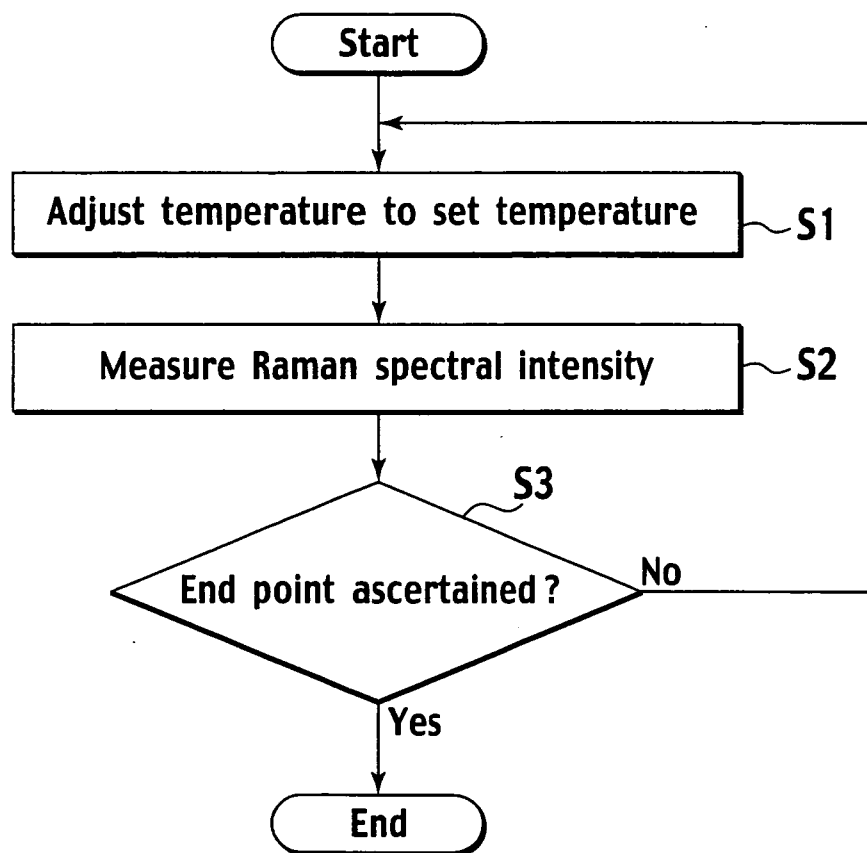 Start
Adjust temperature to set temperature
S1
Measure Raman spectral intensity
S2
S3
End point ascertained?
No
Yes
End